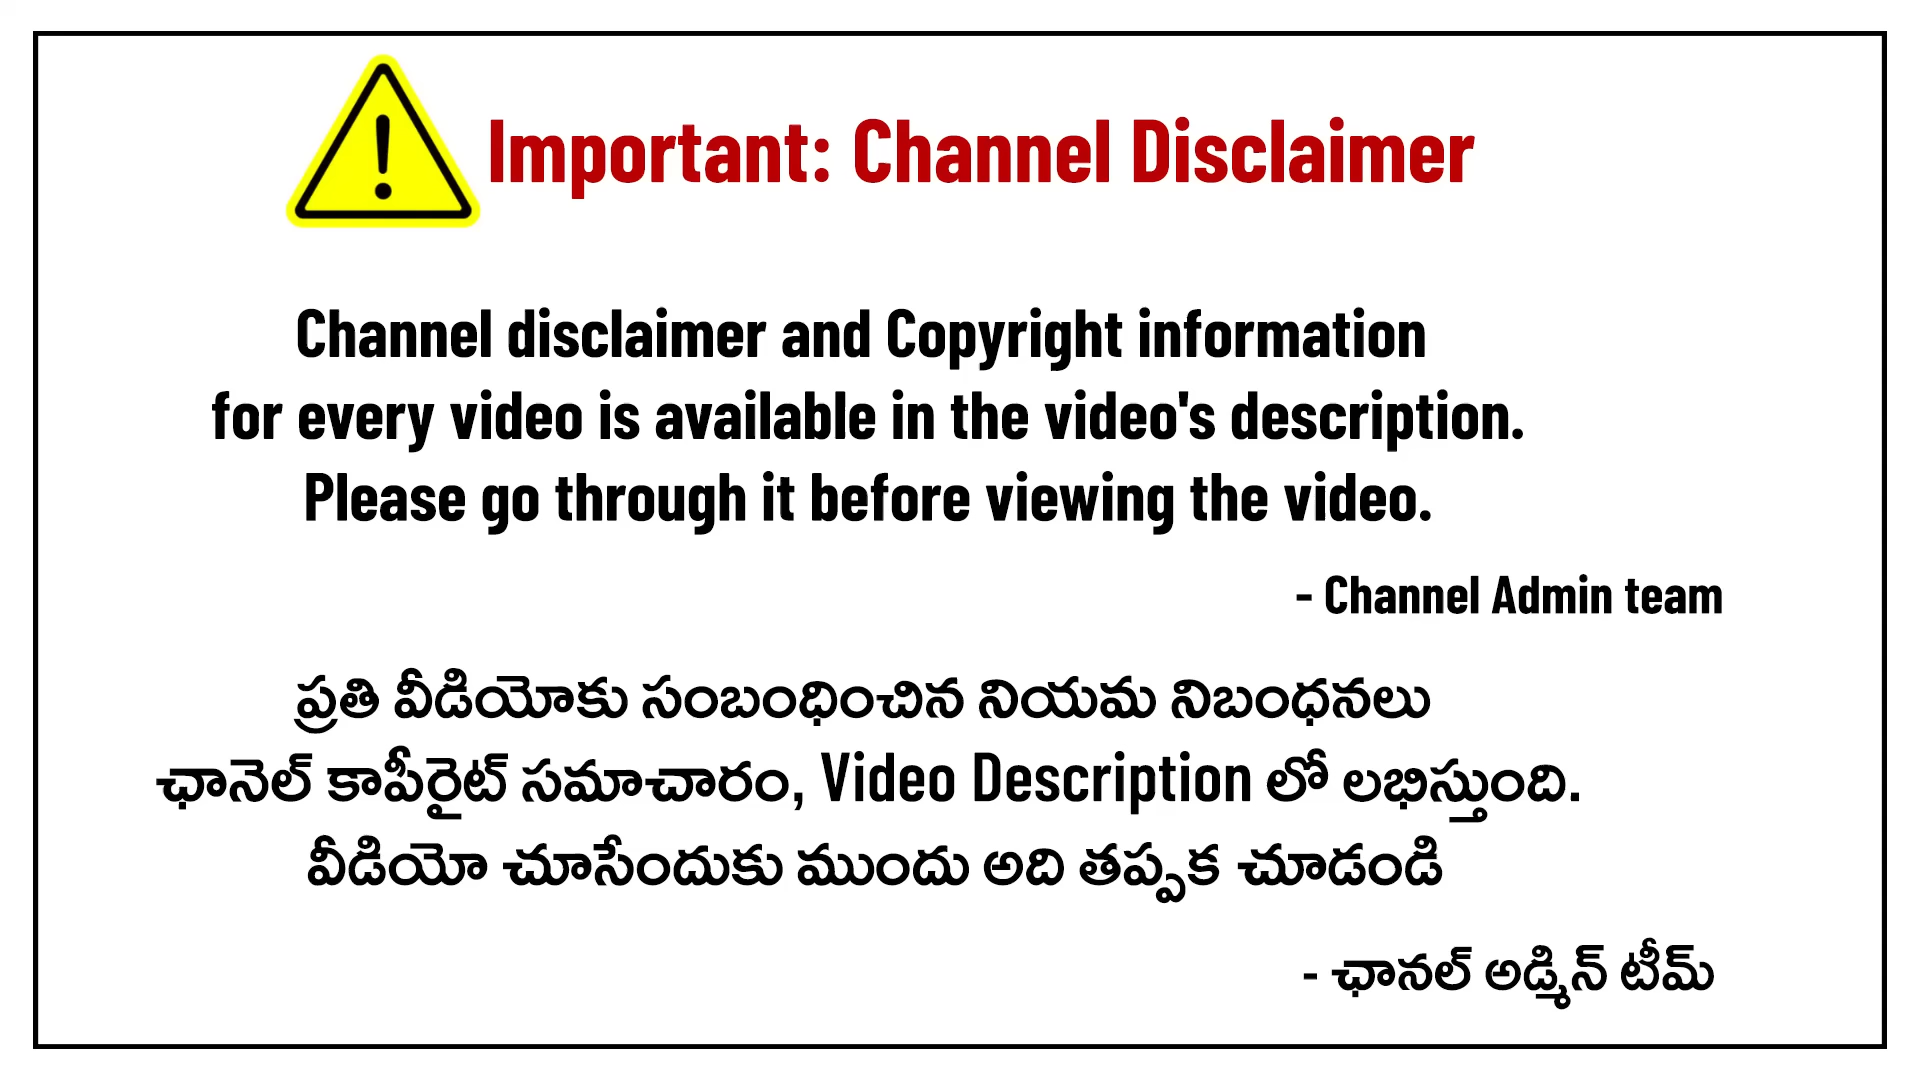 Important: Channel Disclaimer
Channel disclaimer and Copyright information
for every video is available in the video's description.
Please go through it before viewing the video.
- Channel Admin team
ప్రతి వీడియోకు సంబంధించిన నియమ నిబంధనలు
ఛానెల్ కాపీరైట్ సమాచారం, Video Description లో లభిస్తుంది.
వీడియో చూసేందుకు ముందు అది తప్పక చూడండి
- ఛానల్ అడ్మిన్ టీమ్